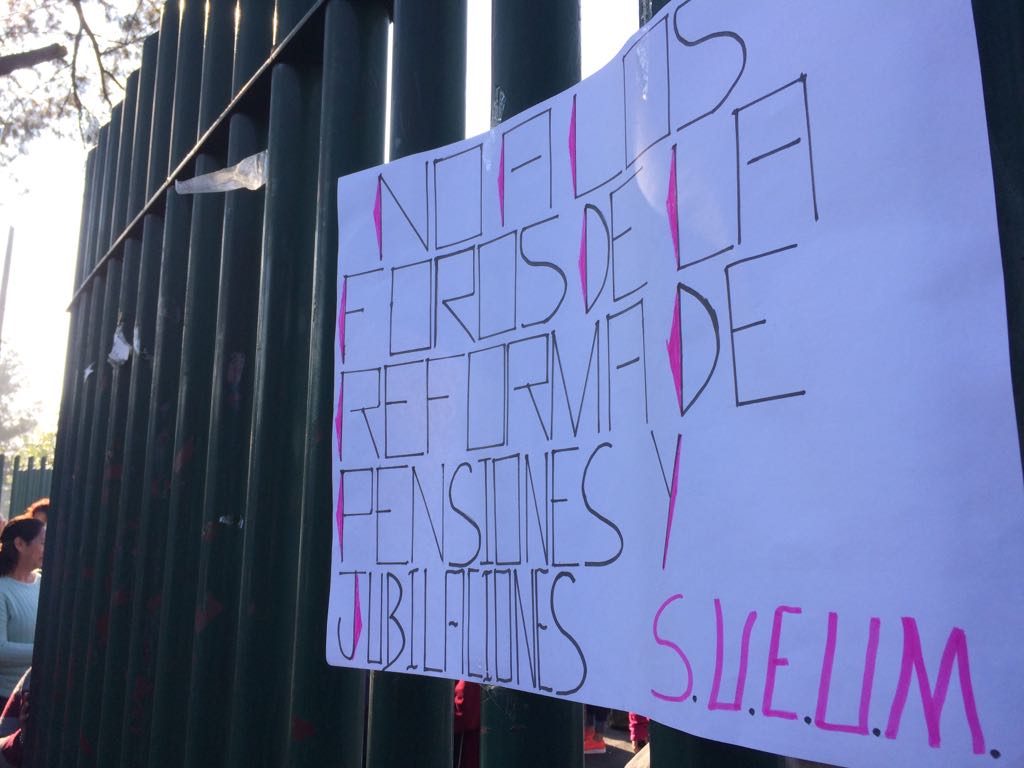 NO A LOS
FOROS DE LA
REFORMA DE
PENSIONES Y
JUBILACIONES
S.U.E.U.M.